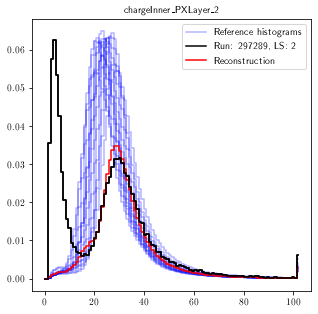 chargeInner_PXLayer_2
Reference histograms
Run: 297289, LS: 2
Reconstruction
0.06
0.05
0.04
0.03
0.02
0.01
0.00
0 20 40 60 80 100